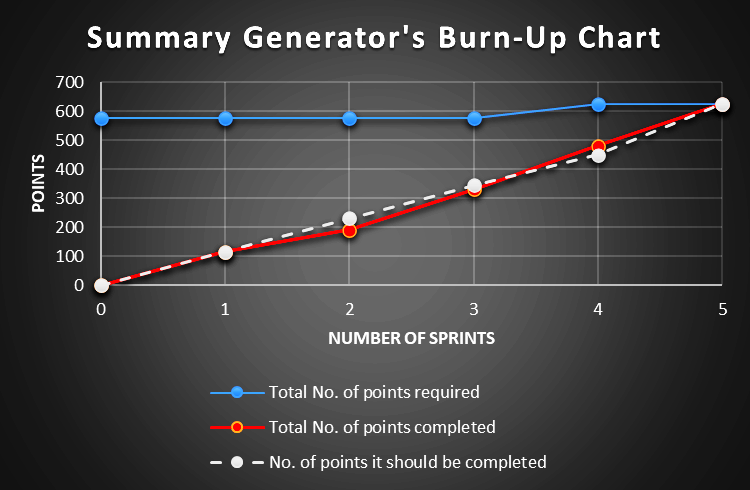 Summary Generator's Burn-Up Chart
POINTS
700
600
500
400
300
200
100
0
0 1 2 3 4 5
NUMBER OF SPRINTS
Total No. of points required
Total No. of points completed
No. of points it should be completed